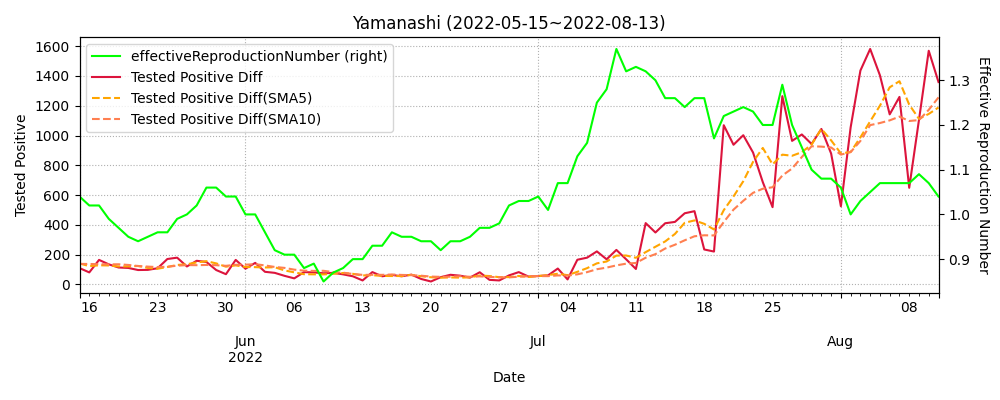 Yamanashi (2022-05-15~2022-08-13)
effectiveReproductionNumber (right)
Tested Positive Diff
Tested Positive Diff(SMA5)
Tested Positive Diff(SMA10)
Tested Positive
1600
1400
1200
1000
800
600
400
200
0
1.3
1.2
1.1
1.0
0.9
Effective Reproduction Number
16 23 30 06 13 20 27 04 11 18 25 08
Jun Jul Aug
2022
Date